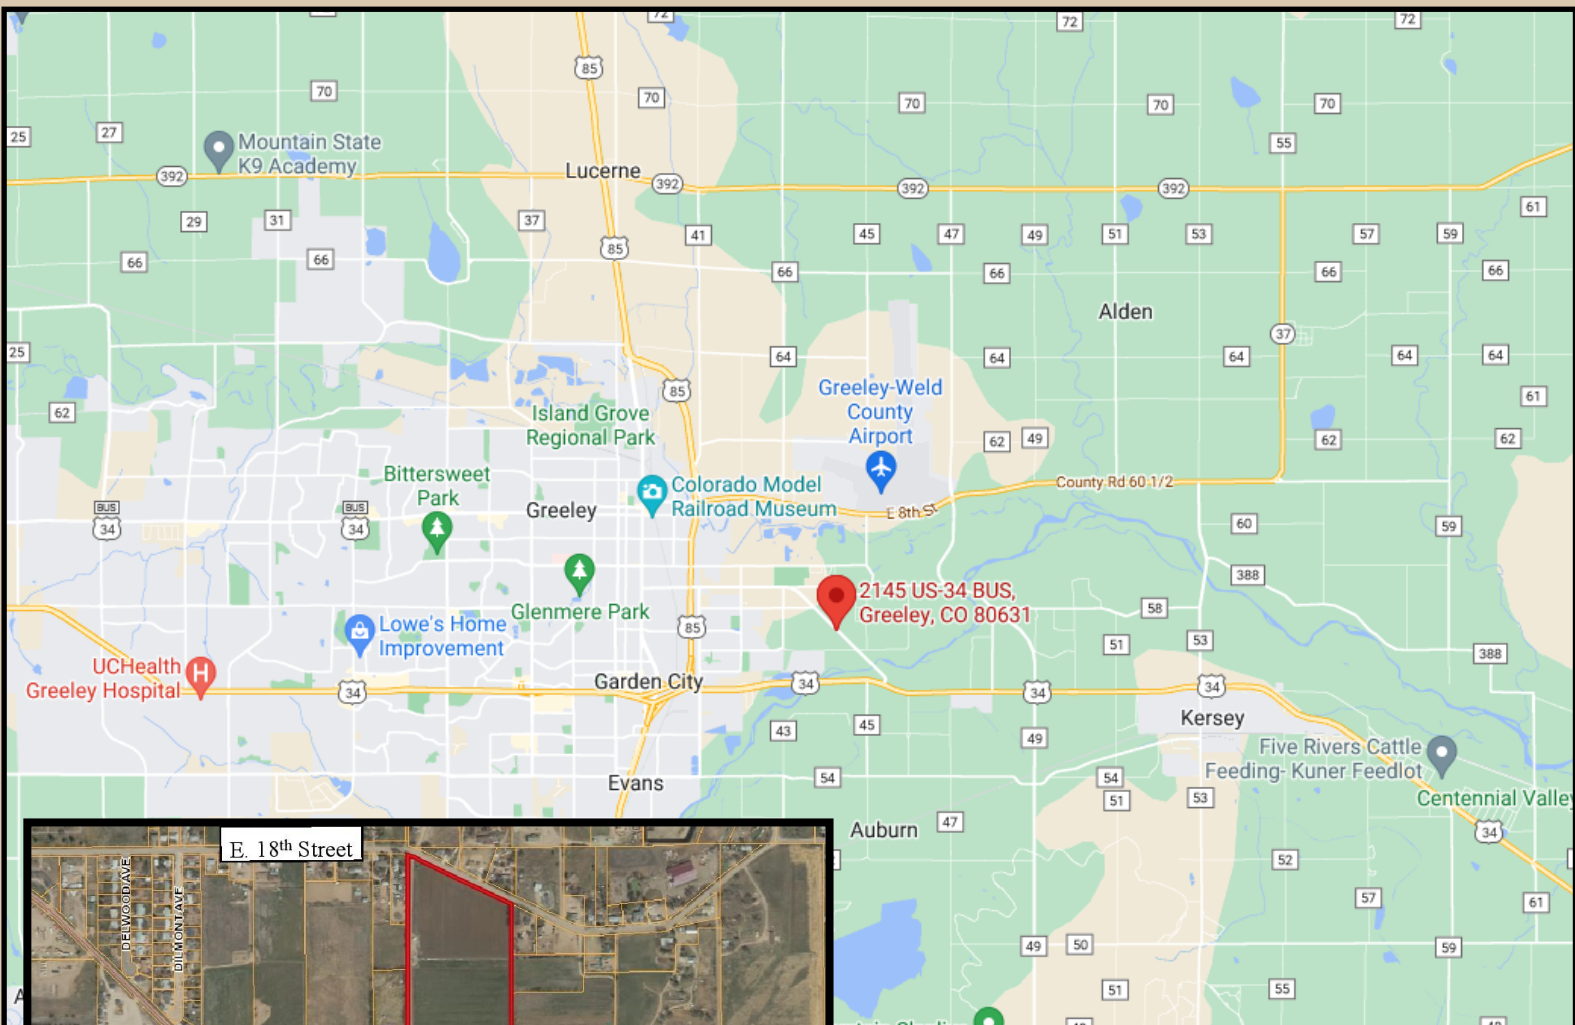 72
72
72
85
70
70
70
70
70
25
27
Mountain State
K9 Academy
55
392
Lucerne
392
392
392
29
31
37
41
45
47
49
51
53
57
59
61
85
66
66
66
66
66
66
Alden
37
25
64
64
64
64
64
85
Greeley-Weld
County
Airport
62
Island Grove
Regional Park
61
62
49
62
62
Bittersweet
Park
Colorado Model
Railroad Museum
County Rd 60 1/2
Greeley
E 8th St
BUS
34
BUS
34
60
59
388
2145 US-34 BUS,
Greeley, CO 80631
Glenmere Park
58
Lowe's Home
Improvement
85
51
53
388
UCHealth
Greeley Hospital
34
Garden City
34
34
34
Kersey
43
45
49
Five Rivers Cattle
Feeding- Kuner Feedlot
Evans
54
54
51
53
Centennial Valley
Auburn
47
34
E. 18th Street
52
DELWOOD AVE
DILMONT AVE
57
61
49
50
59
51
55